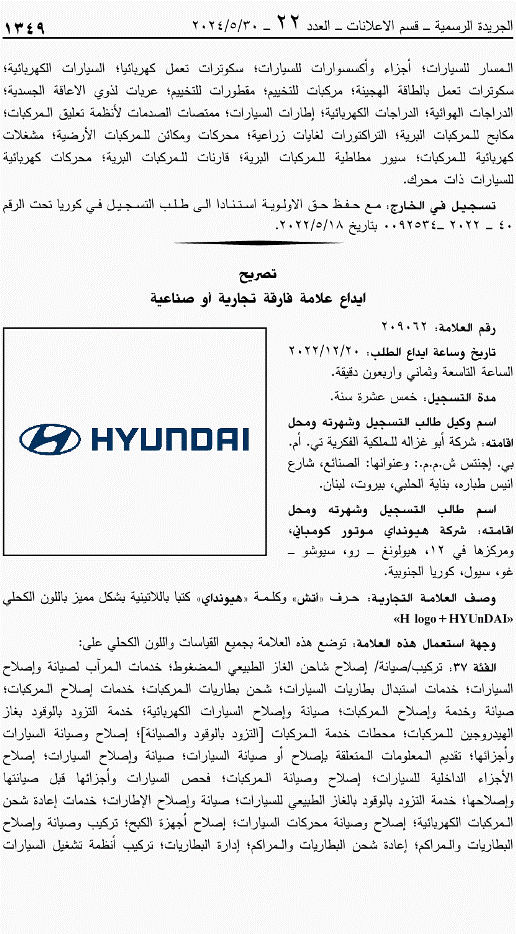 الجريدة الرسمية ــ قسم الاعلانات ــ العدد ٢٢ ــ ٢٠٢٤/٥/٣٠
١٣٤٩
المسار للسيارات؛ أجزاء وأكسسوارات للسيارات؛ سكوترات تعمل كهربائيا؛ السيارات الكهربائية؛
سكوترات تعمل بالطاقة الهجينة؛ مركبات للتخييم؛ مقطورات للتخييم؛ عربات لذوي الاعاقة الجسدية؛
الدراجات الهوائية؛ الدراجات الكهربائية؛ إطارات السيارات؛ ممتصات الصدمات لأنظمة تعليق المركبات؛
مكابح للمركبات البرية؛ التراكتورات لغايات زراعية؛ محركات ومكائن للمركبات الأرضية؛ مشغلات
كهربائية للمركبات؛ سيور مطاطية للمركبات البرية؛ قارنات للمركبات البرية؛ محركات كهربائية
للسيارات ذات محرك.
تسجيل في الخارج: مع حفظ حق الاولوية استنادا الى طلب التسجيل في كوريا تحت الرقم
٤٠ ــ ٢٠٢٢ ــ ٠٠٩٢٥٣٤ بتاريخ ٢٠٢٢/٥/١٨.
تصريح
ايداع علامة فارقة تجارية أو صناعية
رقم العلامة: ٢٠٩٠٦٢
تاريخ وساعة ايداع الطلب: ٢٠٢٢/١٢/٢٠
الساعة التاسعة وثماني واربعون دقيقة.
مدة التسجيل: خمس عشرة سنة.
اسم وكيل طالب التسجيل وشهرته ومحل
اقامته: شركة أبو غزاله للملكية الفكرية تي. أم.
بي. إجنتس ش.م.م.: وعنوانها: الصنائع، شارع
انيس طباره، بناية الحلبي، بيروت، لبنان.
اسم طالب التسجيل وشهرته ومحل
اقامته: شركة هيونداي موتور كومباني،
ومركزها في ١٢، هيولونغ ــ رو، سيوشو ــ
غو، سيول، كوريا الجنوبية.
HYUNDAI
وصف العلامة التجارية: حرف «اتش» وكلمة «هيونداي» كتبا باللاتينية بشكل مميز باللون الكحلي
«H logo + HYUnDAI»
وجهة استعمال هذه العلامة: توضع هذه العلامة بجميع القياسات واللون الكحلي على:
الفئة ٣٧: تركيب/صيانة/ إصلاح شاحن الغاز الطبيعي المضغوط؛ خدمات المرآب لصيانة وإصلاح
السيارات؛ خدمات استبدال بطاريات السيارات؛ شحن بطاريات المركبات؛ خدمات إصلاح المركبات؛
صيانة وخدمة وإصلاح المركبات؛ صيانة وإصلاح السيارات الكهربائية؛ خدمة التزود بالوقود بغاز
الهيدروجين للمركبات؛ محطات خدمة المركبات [التزود بالوقود والصيانة]؛ إصلاح وصيانة السيارات
وأجزائها؛ تقديم المعلومات المتعلقة بإصلاح أو صيانة السيارات؛ صيانة وإصلاح السيارات؛ إصلاح
الأجزاء الداخلية للسيارات؛ إصلاح وصيانة المركبات؛ فحص السيارات وأجزائها قبل صيانتها
وإصلاحها؛ خدمة التزود بالوقود بالغاز الطبيعي للسيارات؛ صيانة وإصلاح الإطارات؛ خدمات إعادة شحن
المركبات الكهربائية؛ إصلاح وصيانة محركات السيارات؛ إصلاح أجهزة الكبح؛ تركيب وصيانة وإصلاح
البطاريات والمراكم؛ إعادة شحن البطاريات والمراكم؛ إدارة البطاريات؛ تركيب أنظمة تشغيل السيارات